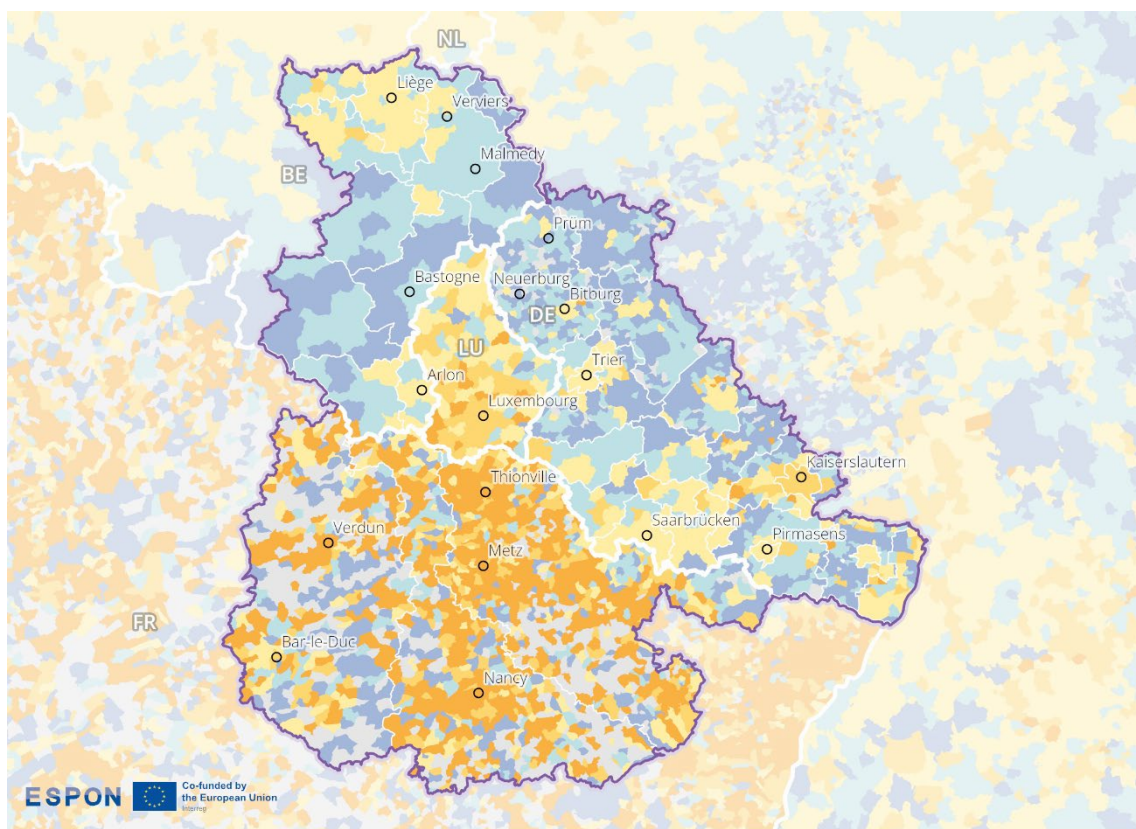 NL
Liège
Verviers
Malmedy
BE
Prüm
Bastogne
Neuerburg
Bitburg
DE
LU
Trier
Arlon
Luxembourg
Kaiserslautern
Thionville
Saarbrücken
Verdun
Pirmasens
Metz
FR
Bar-le-Duc
Nancy
ESPON
Co-funded by
the European Union
Interreg